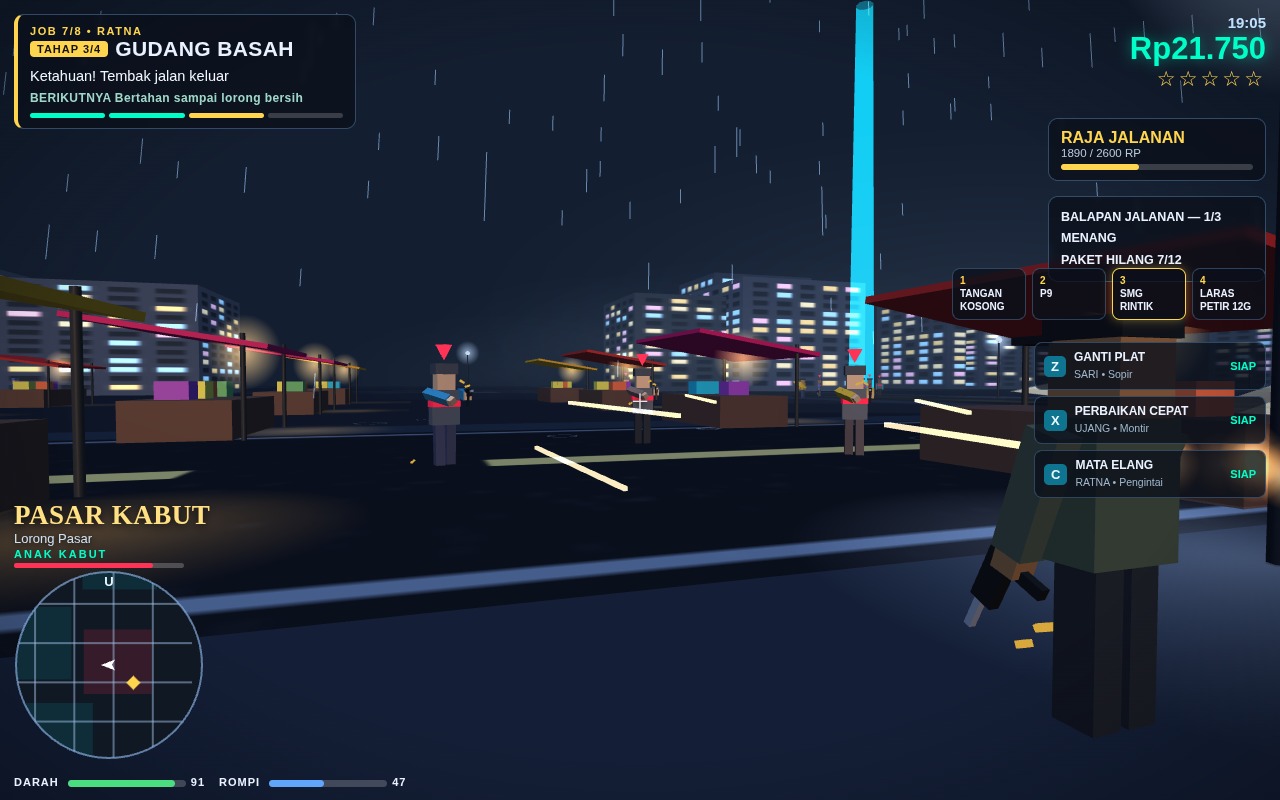 JOB 7/8 • RATNA
TAHAP 3/4 GUDANG BASAH
Ketahuan! Tembak jalan keluar
BERIKUTNYA Bertahan sampai lorong bersih
19:05
Rp21.750
☆☆☆☆☆
RAJA JALANAN
1890 / 2600 RP
BALAPAN JALANAN — 1/3
MENANG
PAKET HILANG 7/12
1
TANGAN
KOSONG
2
P9
3
SMG
RINTIK
4
LARAS
PETIR 12G
Z
GANTI PLAT
SARI • Sopir
SIAP
X
PERBAIKAN CEPAT
UJANG • Montir
SIAP
C
MATA ELANG
RATNA • Pengintai
SIAP
PASAR KABUT
Lorong Pasar
ANAK KABUT
U
DARAH 91 ROMPI 47